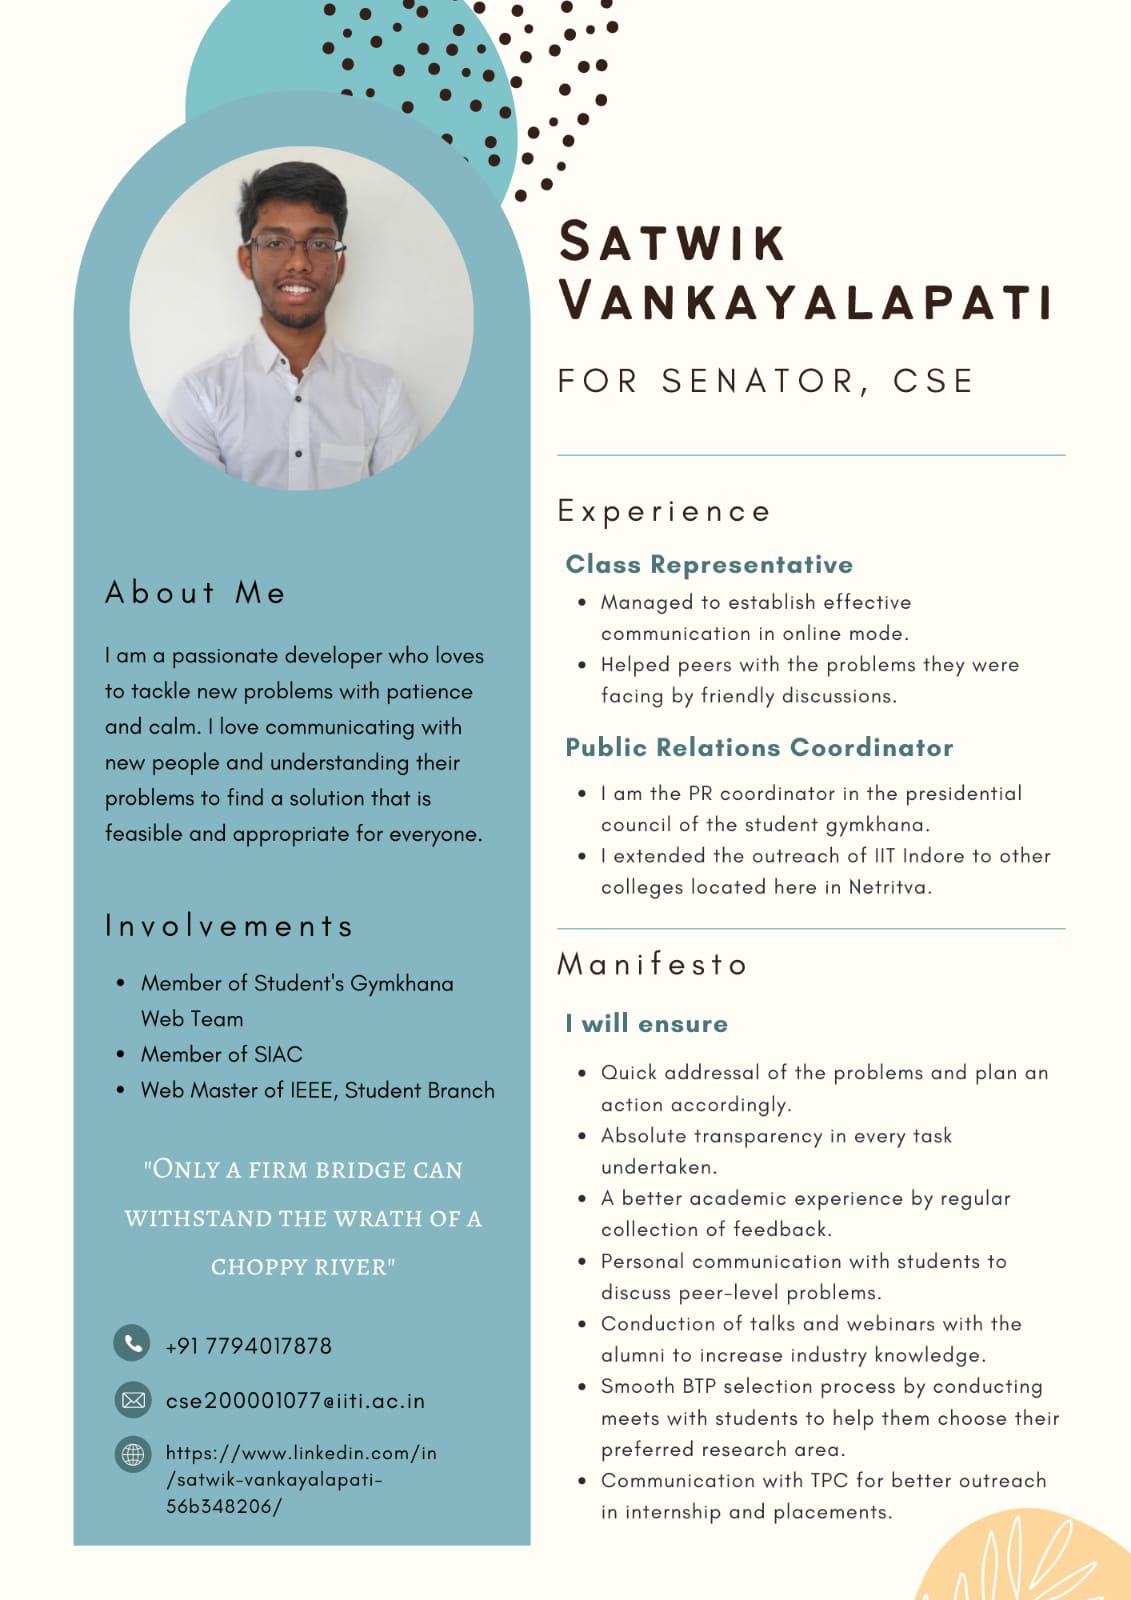 SATWIK
VANKAYALAPATI
FOR SENATOR, CSE
About Me
I am a passionate developer who loves
to tackle new problems with patience
and calm. I love communicating with
new people and understanding their
problems to find a solution that is
feasible and appropriate for everyone.
Involvements
• Member of Student's Gymkhana
Web Team
• Member of SIAC
• Web Master of IEEE, Student Branch
"ONLY A FIRM BRIDGE CAN
WITHSTAND THE WRATH OF A
CHOPPY RIVER"
+91 7794017878
cse200001077@iiti.ac.in
https://www.linkedin.com/in
/satwik-vankayalapati-
56b348206/
Experience
Class Representative
• Managed to establish effective
communication in online mode.
• Helped peers with the problems they were
facing by friendly discussions.
Public Relations Coordinator
• I am the PR coordinator in the presidential
council of the student gymkhana.
• I extended the outreach of IIT Indore to other
colleges located here in Netritva.
Manifesto
I will ensure
• Quick addressal of the problems and plan an
action accordingly.
• Absolute transparency in every task
undertaken.
• A better academic experience by regular
collection of feedback.
• Personal communication with students to
discuss peer-level problems.
• Conduction of talks and webinars with the
alumni to increase industry knowledge.
• Smooth BTP selection process by conducting
meets with students to help them choose their
preferred research area.
• Communication with TPC for better outreach
in internship and placements.